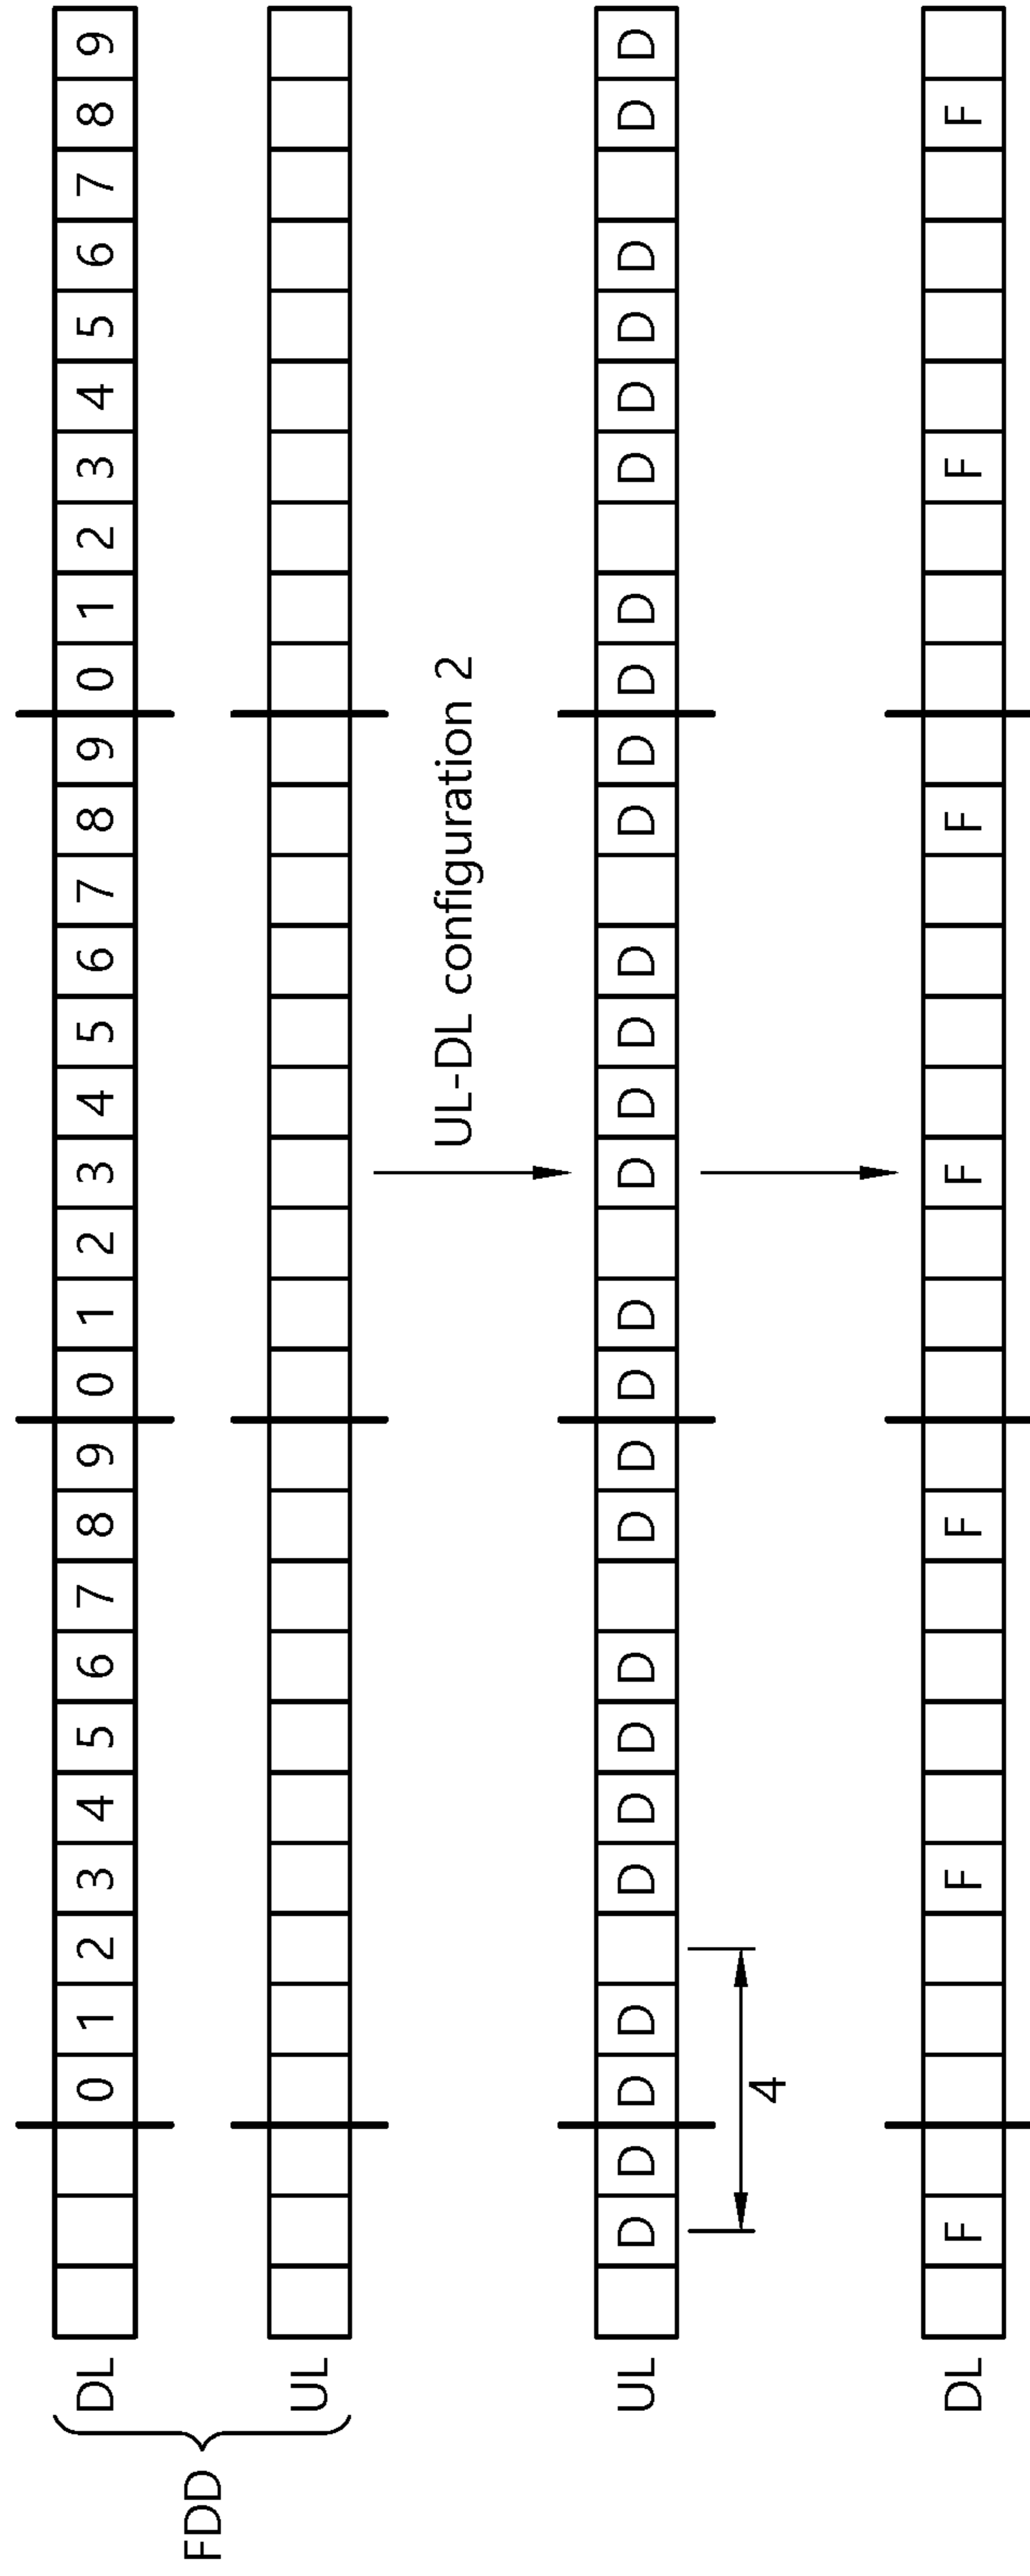 DL 0 1 2 3 4 5 6 7 8 9 0 1 2 3 4 5 6 7 8 9 0 1 2 3 4 5 6 7 8 9
FDD
UL
UL-DL configuration 2
UL D D D D D D D D D D D D D D D D D D D D D D D D D D
4
DL F F F F F F F